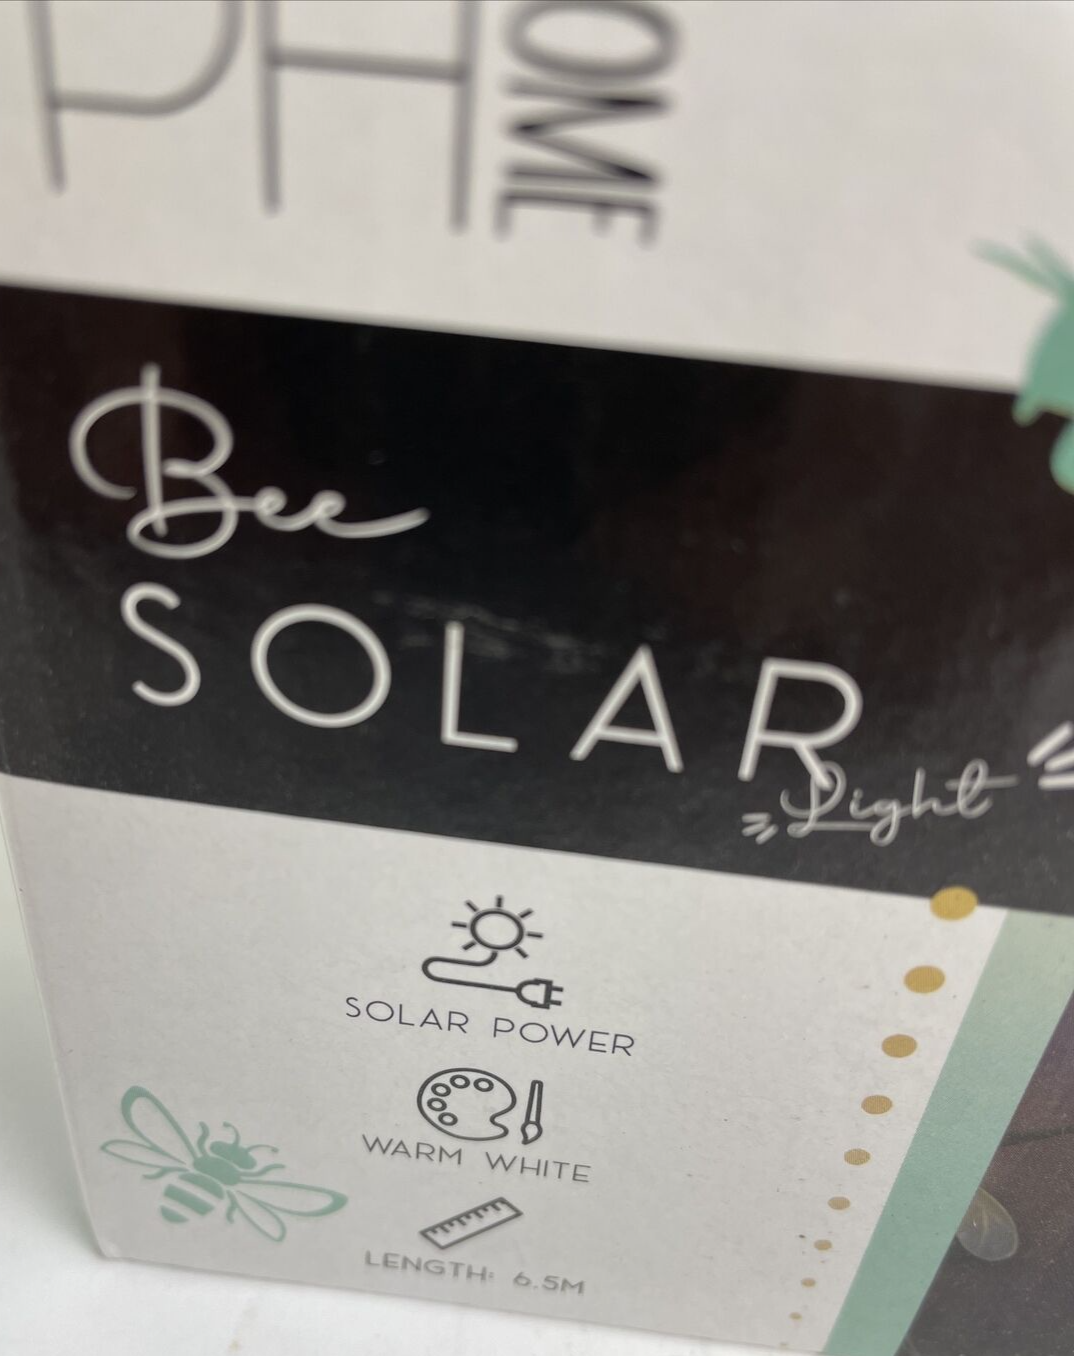 PH OME
Bee
SOLAR
Light
SOLAR POWER
WARM WHITE
LENGTH: 6.5M